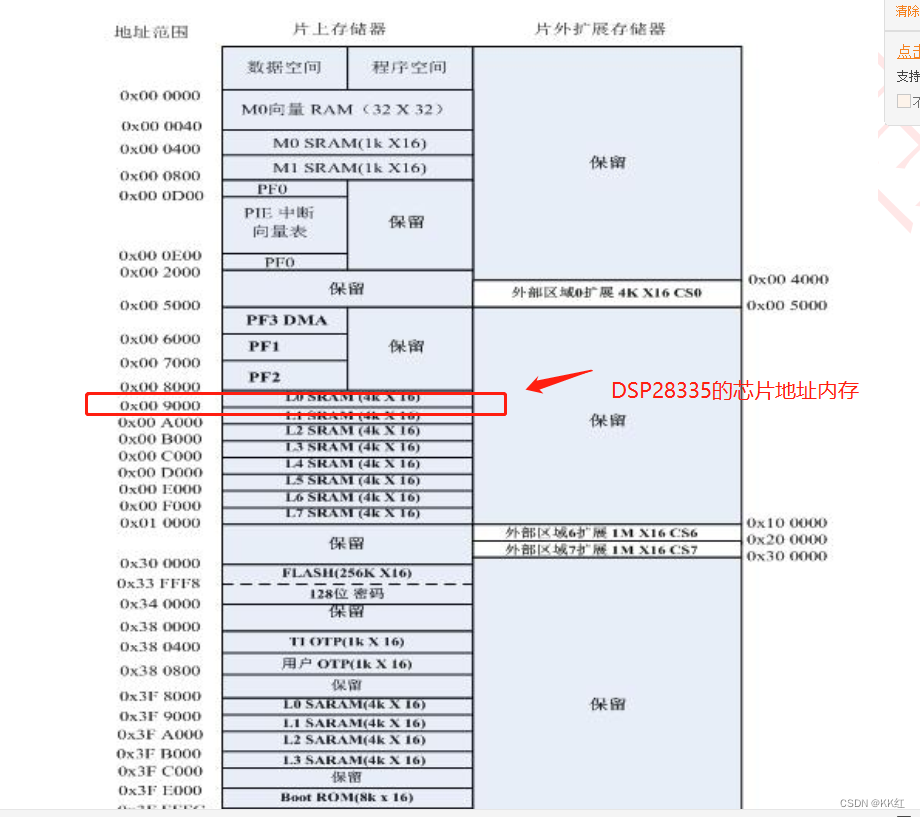 清除
点击
支持
不
地址范围
片上存储器
片外扩展存储器
数据空间
程序空间
0x00 0000
M0向量 RAM（32 X 32）
0x00 0040
M0 SRAM(1k X16)
0x00 0400
M1 SRAM(1k X16)
保留
0x00 0800
PF0
0x00 0D00
PIE 中断
向量表
保留
0x00 0E00
PF0
0x00 2000
保留
0x00 4000
外部区域0扩展 4K X16 CS0
0x00 5000
0x00 5000
PF3 DMA
0x00 6000
PF1
保留
0x00 7000
PF2
0x00 8000
L0 SRAM (4k X 16)
DSP28335的芯片地址内存
0x00 9000
L1 SRAM (4k X 16)
保留
0x00 A000
L2 SRAM (4k X 16)
0x00 B000
L3 SRAM (4k X 16)
0x00 C000
L4 SRAM (4k X 16)
0x00 D000
L5 SRAM (4k X 16)
0x00 E000
L6 SRAM (4k X 16)
0x00 F000
L7 SRAM (4k X 16)
0x01 0000
0x10 0000
外部区域6扩展 1M X16 CS6
保留
0x20 0000
外部区域7扩展 1M X16 CS7
0x30 0000
0x30 0000
FLASH(256K X16)
0x33 FFF8
128位 密码
0x34 0000
保留
0x38 0000
TI OTP(1k X 16)
0x38 0400
用户 OTP(1k X 16)
0x38 0800
保留
0x3F 8000
L0 SARAM(4k X 16)
保留
0x3F 9000
L1 SARAM(4k X 16)
0x3F A000
L2 SARAM(4k X 16)
0x3F B000
L3 SARAM(4k X 16)
0x3F C000
保留
0x3F E000
Boot ROM(8k x 16)
CSDN @KK红